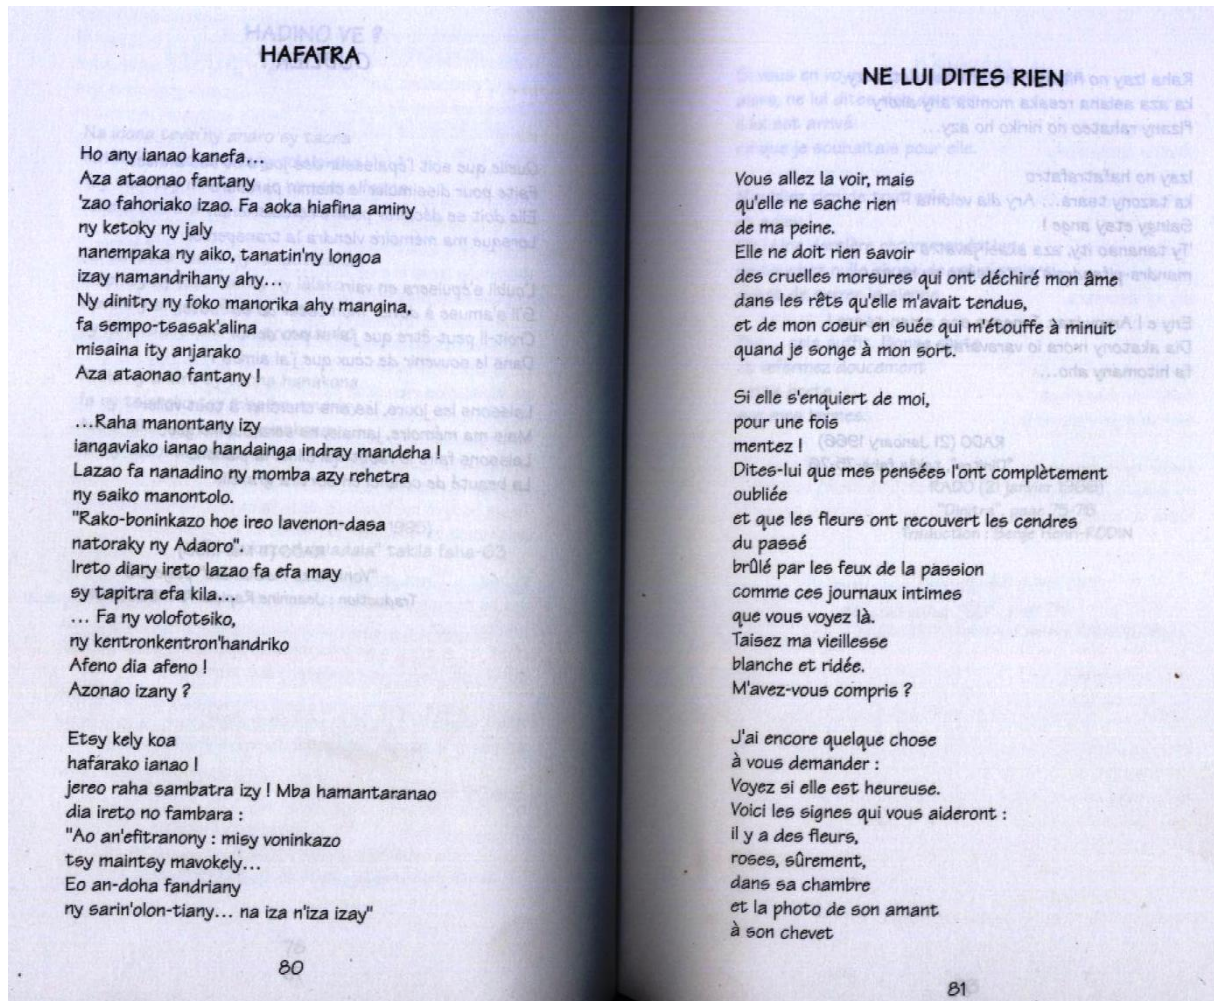 HAFATRA
Ho any ianao kanefa...
Aza ataonao fantany
'zao fahoriako izao. Fa aoka hiafina aminy
ny ketoky ny jaly
nanempaka ny aiko, tanatin'ny longoa
izay namandrihany ahy...
Ny dinitry ny foko manorika ahy mangina,
fa sempo-tsasak'alina
misaina ity anjarako
Aza ataonao fantany !
...Raha manontany izy
iangaviako ianao handainga indray mandeha !
Lazao fa nanadino ny momba azy rehetra
ny saiko manontolo.
"Rako-boninkazo hoe ireo lavenon-dasa
natoraky ny Adaoro".
Ireto diary ireto lazao fa efa may
sy tapitra efa kila...
... Fa ny volofotsiko,
ny kentronkentron'handriko
Afeno dia afeno !
Azonao izany ?
Etsy kely koa
hafarako ianao !
jereo raha sambatra izy ! Mba hamantaranao
dia ireto no fambara :
"Ao an'efitranony : misy voninkazo
tsy maintsy mavokely...
Eo an-doha fandriany
ny sarin'olon-tiany... na iza n'iza izay"
80
NE LUI DITES RIEN
Vous allez la voir, mais
qu'elle ne sache rien
de ma peine.
Elle ne doit rien savoir
des cruelles morsures qui ont déchiré mon âme
dans les rêts qu'elle m'avait tendus,
et de mon coeur en suée qui m'étouffe à minuit
quand je songe à mon sort.
Si elle s'enquiert de moi,
pour une fois
mentez !
Dites-lui que mes pensées l'ont complètement
oubliée
et que les fleurs ont recouvert les cendres
du passé
brûlé par les feux de la passion
comme ces journaux intimes
que vous voyez là.
Taisez ma vieillesse
blanche et ridée.
M'avez-vous compris ?
J'ai encore quelque chose
à vous demander :
Voyez si elle est heureuse.
Voici les signes qui vous aideront :
il y a des fleurs,
roses, sûrement,
dans sa chambre
et la photo de son amant
à son chevet
81